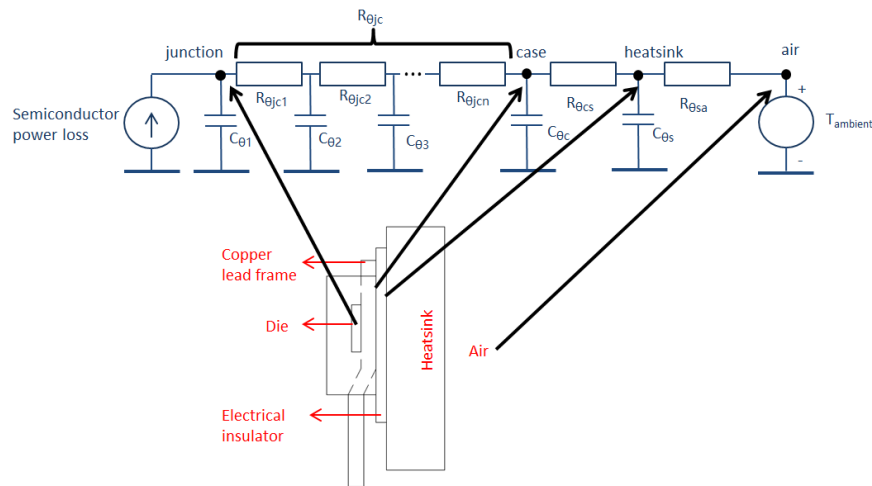 Rθjc
junction
case
heatsink
air
Rθjc1
Rθjc2
...
Rθjcn
Rθcs
Rθsa
+
Semiconductor
power loss
Cθ1
Cθ2
Cθ3
Cθc
Cθs
Tambient
-
Copper
lead frame
Die
Heatsink
Air
Electrical
insulator